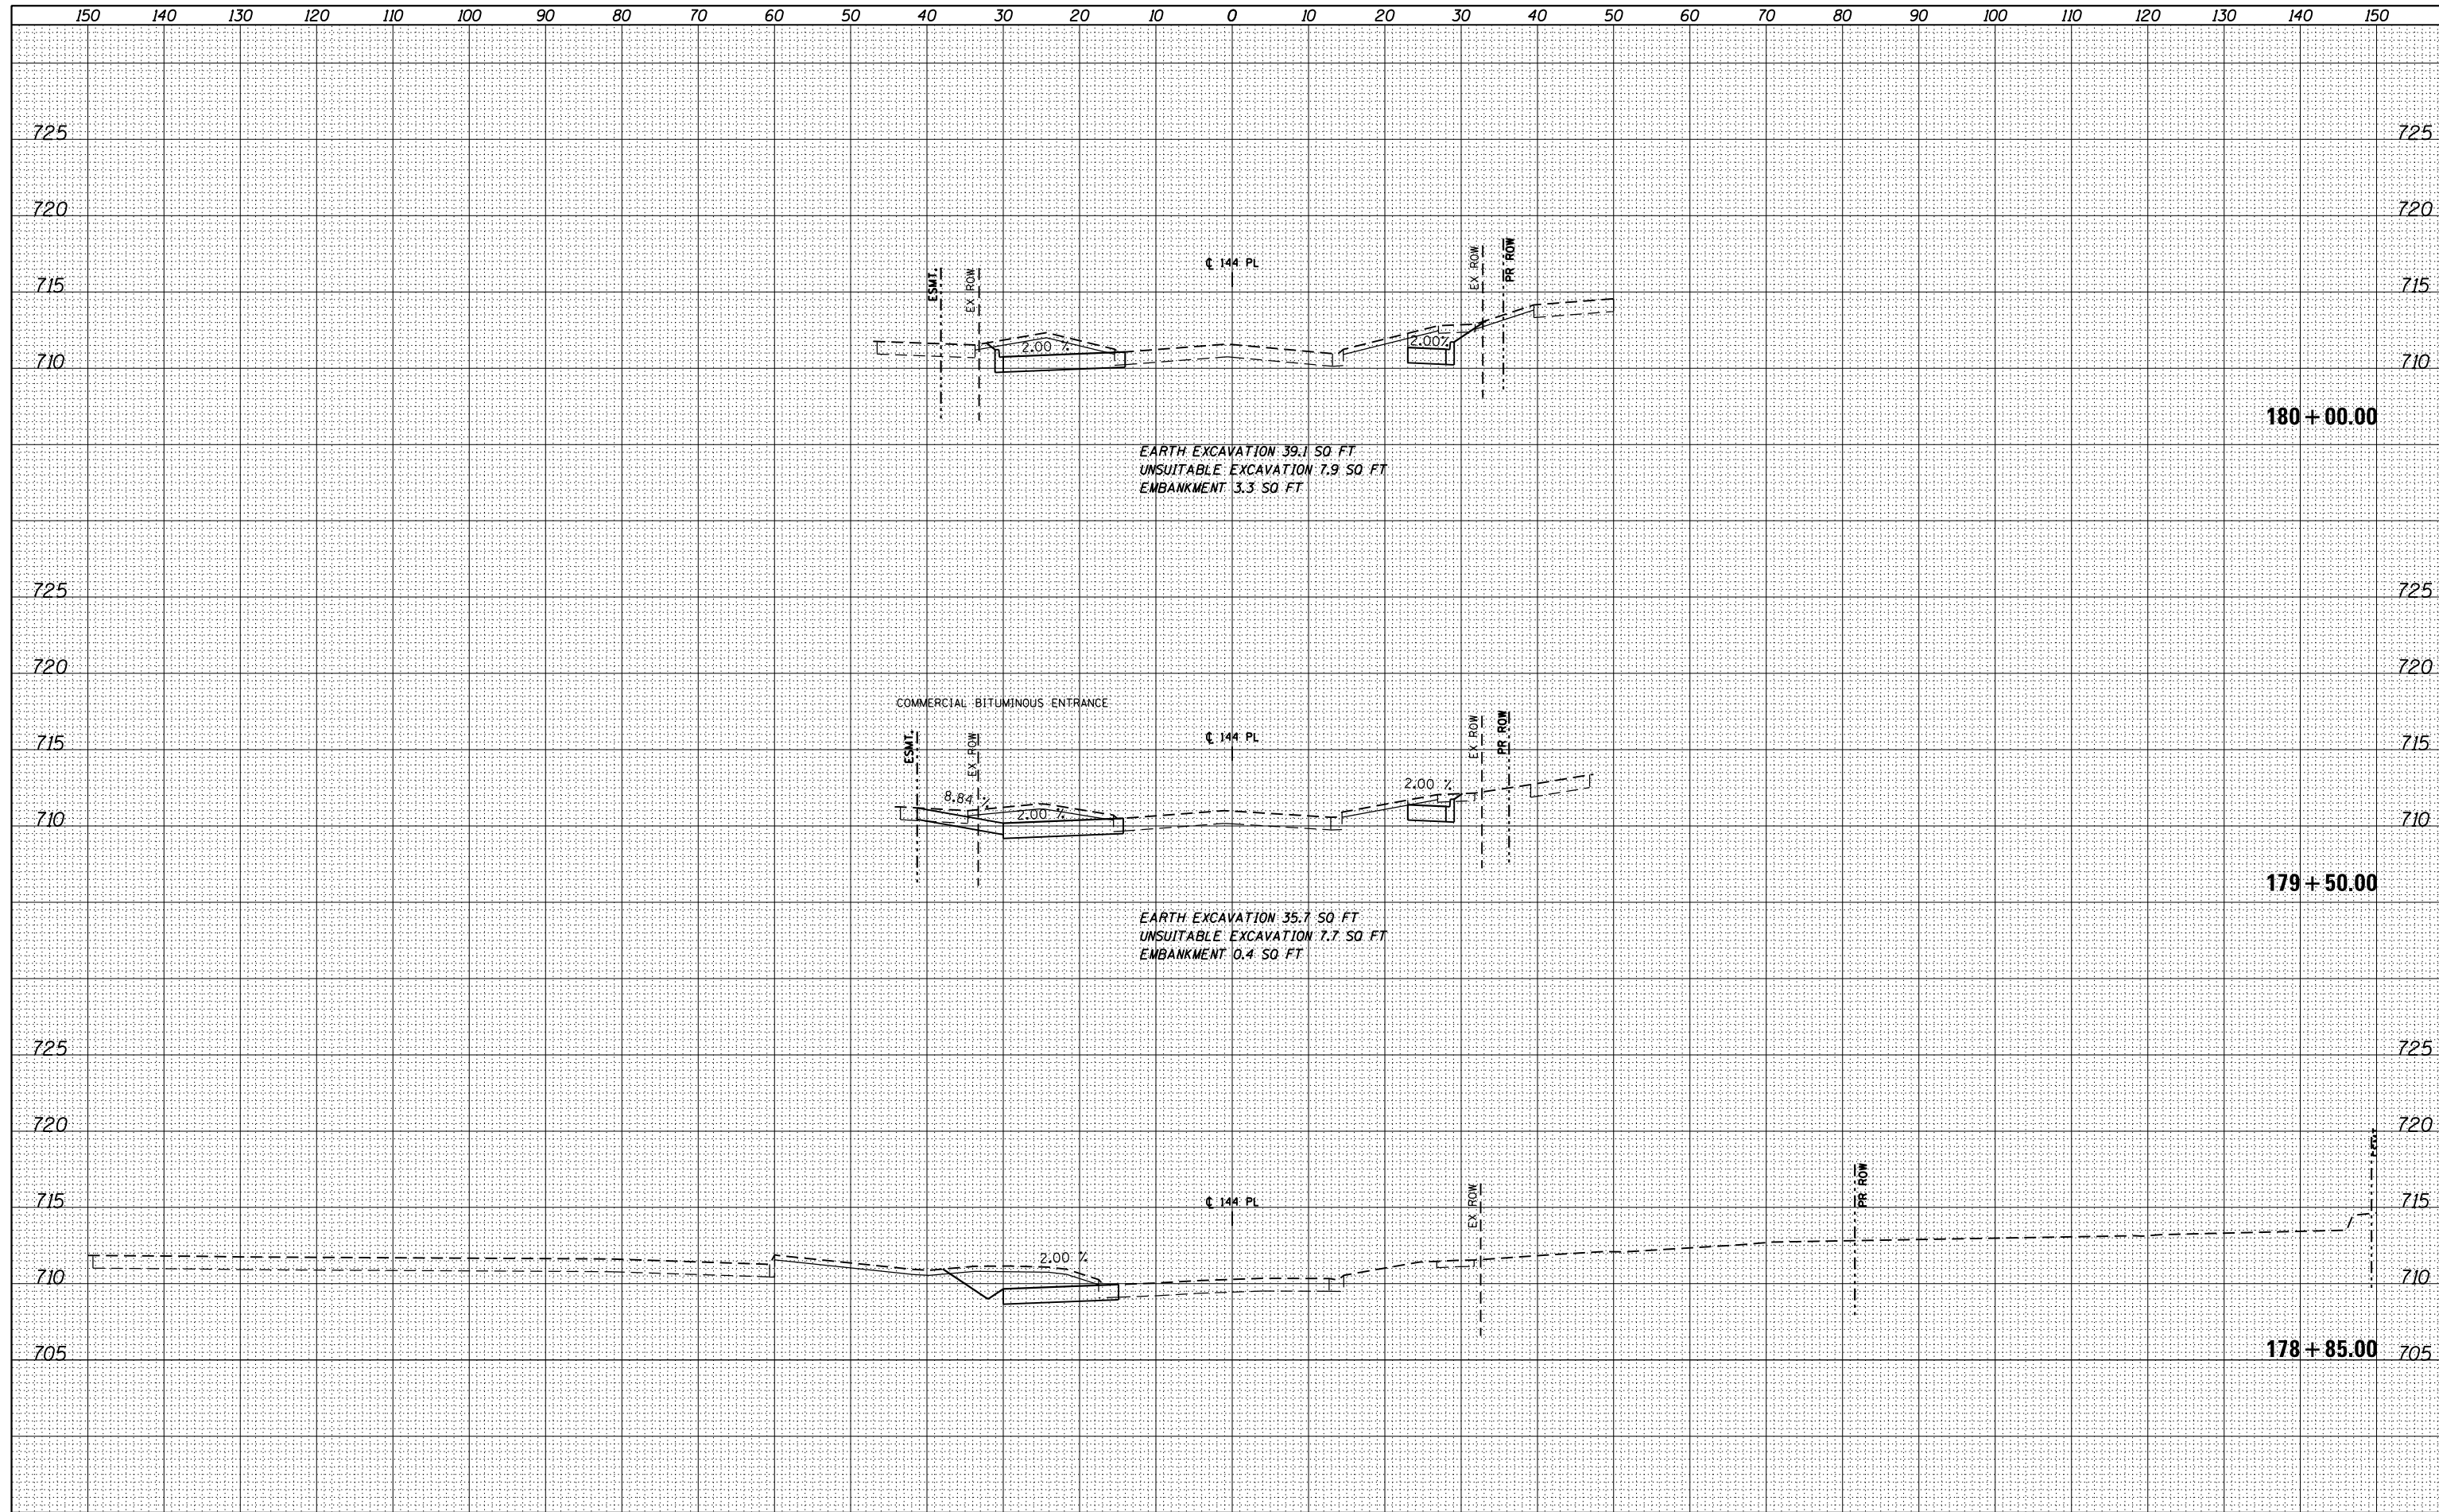 150 140 130 120 110 100 90 80 70 60 50 40 30 20 10 0 10 20 30 40 50 60 70 80 90 100 110 120 130 140 150
725 725
720 720
ESMT. EX ROW ℄ 144 PL EX ROW PR ROW
715 715
2.00 % 2.00%
710 710
180+00.00
EARTH EXCAVATION 39.1 SQ FT
UNSUITABLE EXCAVATION 7.9 SQ FT
EMBANKMENT 3.3 SQ FT
725 725
720 720
COMMERCIAL BITUMINOUS ENTRANCE
ESMT. EX ROW ℄ 144 PL EX ROW PR ROW
715 715
8.84 % 2.00 % 2.00 %
710 710
179+50.00
EARTH EXCAVATION 35.7 SQ FT
UNSUITABLE EXCAVATION 7.7 SQ FT
EMBANKMENT 0.4 SQ FT
725 725
720 720
℄ 144 PL EX ROW PR ROW
715 715
2.00 %
710 710
178+85.00
705 705